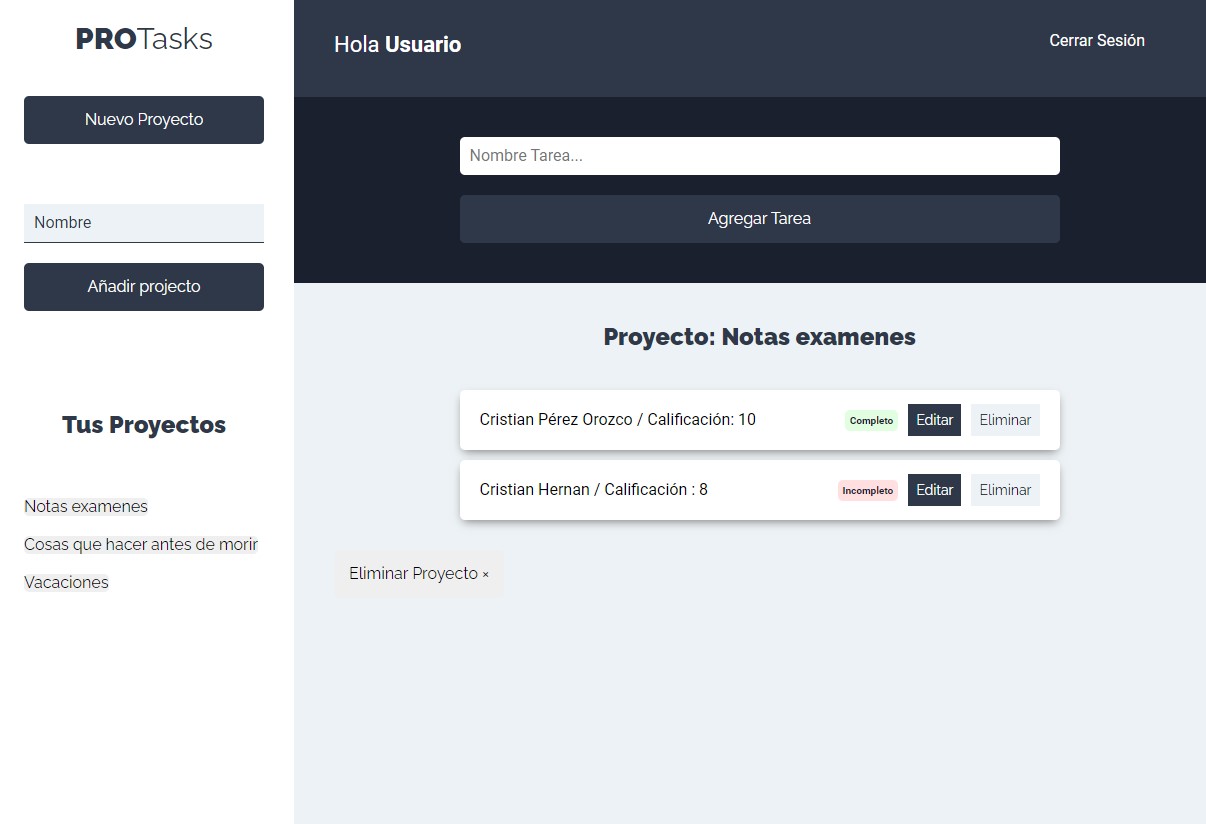 PROTasks
Nuevo Proyecto
Nombre
Añadir projecto
Tus Proyectos
Notas examenes
Cosas que hacer antes de morir
Vacaciones
Hola Usuario
Cerrar Sesión
Nombre Tarea...
Agregar Tarea
Proyecto: Notas examenes
Cristian Pérez Orozco / Calificación: 10 Completo Editar Eliminar
Cristian Hernan / Calificación : 8 Incompleto Editar Eliminar
Eliminar Proyecto ×